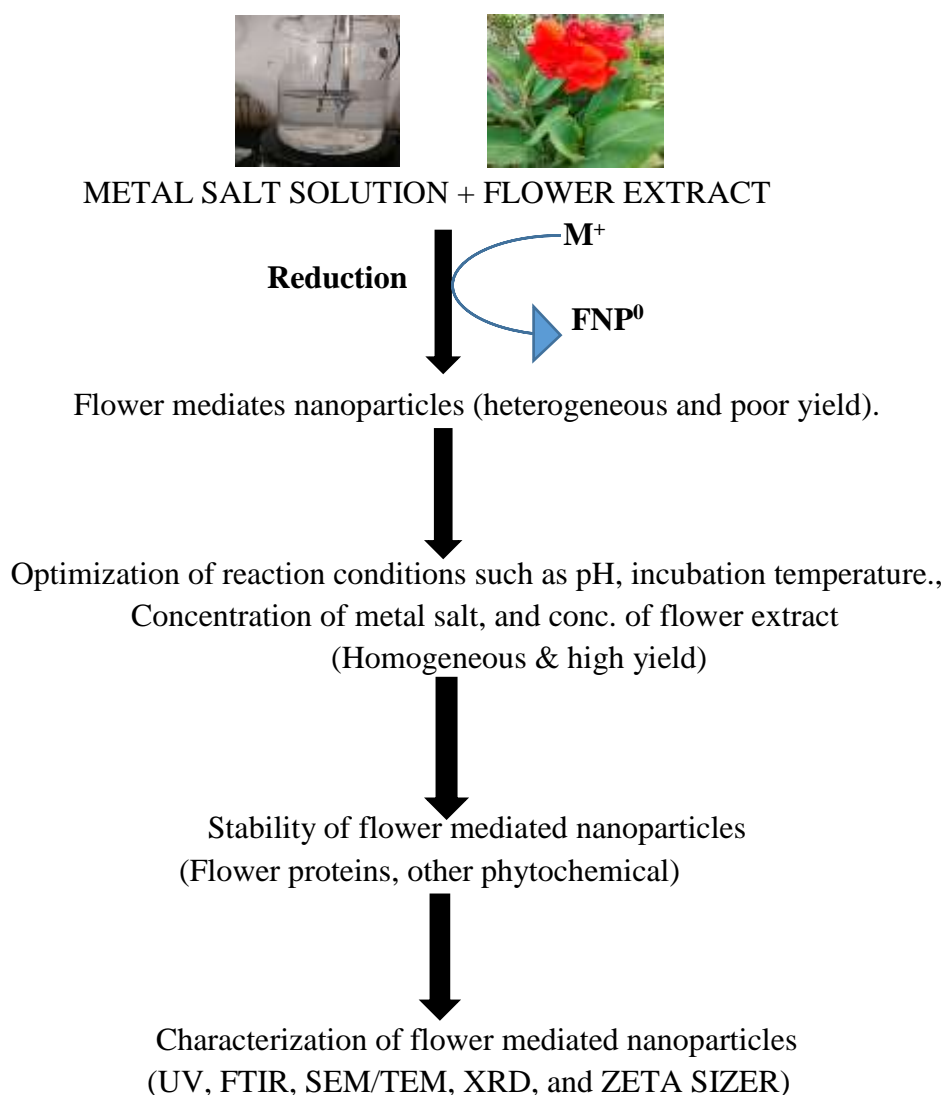 METAL SALT SOLUTION + FLOWER EXTRACT
M⁺
Reduction
FNP⁰
Flower mediates nanoparticles (heterogeneous and poor yield).
Optimization of reaction conditions such as pH, incubation temperature.,
Concentration of metal salt, and conc. of flower extract
(Homogeneous & high yield)
Stability of flower mediated nanoparticles
(Flower proteins, other phytochemical)
Characterization of flower mediated nanoparticles
(UV, FTIR, SEM/TEM, XRD, and ZETA SIZER)